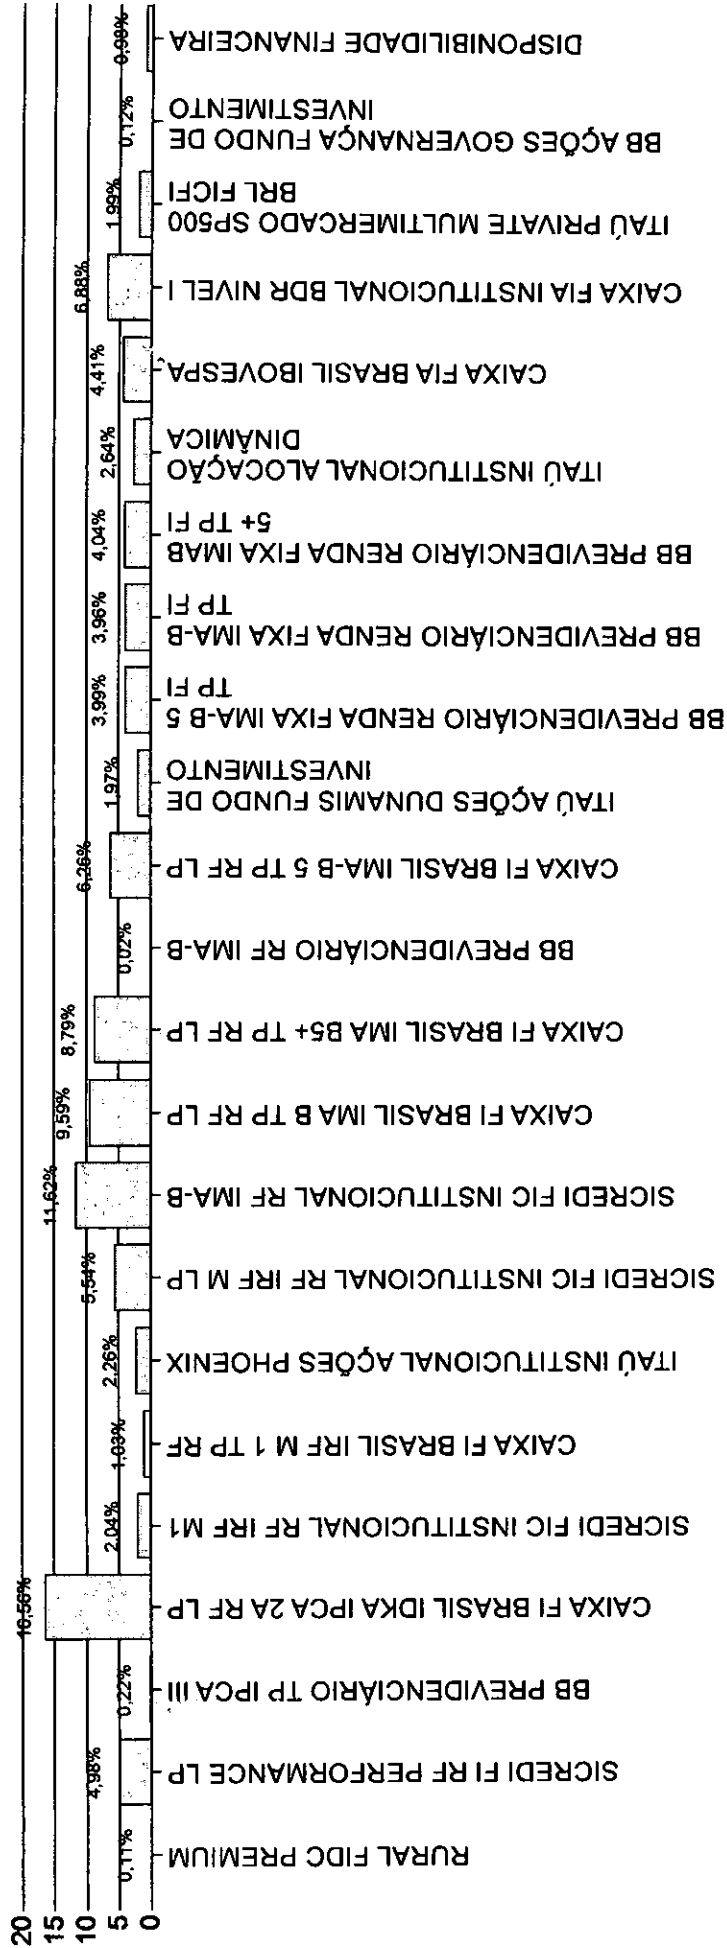 20
15
10
5
0
0,11%
RURAL FIDC PREMIUM
4,98%
SICREDI FI RF PERFORMANCE LP
0,22%
BB PREVIDENCIÁRIO TP IPCA III
16,56%
CAIXA FI BRASIL IDKA IPCA 2A RF LP
2,04%
SICREDI FIC INSTITUCIONAL RF IRF M1
1,03%
CAIXA FI BRASIL IRF M 1 TP RF
2,26%
ITAÚ INSTITUCIONAL AÇÕES PHOENIX
5,54%
SICREDI FIC INSTITUCIONAL RF IRF M LP
11,62%
SICREDI FIC INSTITUCIONAL RF IMA-B
9,59%
CAIXA FI BRASIL IMA B TP RF LP
8,79%
CAIXA FI BRASIL IMA B5+ TP RF LP
0,02%
BB PREVIDENCIÁRIO RF IMA-B
6,26%
CAIXA FI BRASIL IMA-B 5 TP RF LP
1,97%
ITAÚ AÇÕES DUNAMIS FUNDO DE
INVESTIMENTO
3,99%
BB PREVIDENCIÁRIO RENDA FIXA IMA-B 5
TP FI
3,96%
BB PREVIDENCIÁRIO RENDA FIXA IMA-B
TP FI
4,04%
BB PREVIDENCIÁRIO RENDA FIXA IMAB
5+ TP FI
2,64%
ITAÚ INSTITUCIONAL ALOCAÇÃO
DINÂMICA
4,41%
CAIXA FIA BRASIL IBOVESPA
6,88%
CAIXA FIA INSTITUCIONAL BDR NIVEL I
1,99%
ITAÚ PRIVATE MULTIMERCADO SP500
BRL FICFI
0,12%
BB AÇÕES GOVERNANÇA FUNDO DE
INVESTIMENTO
0,98%
DISPONIBILIDADE FINANCEIRA